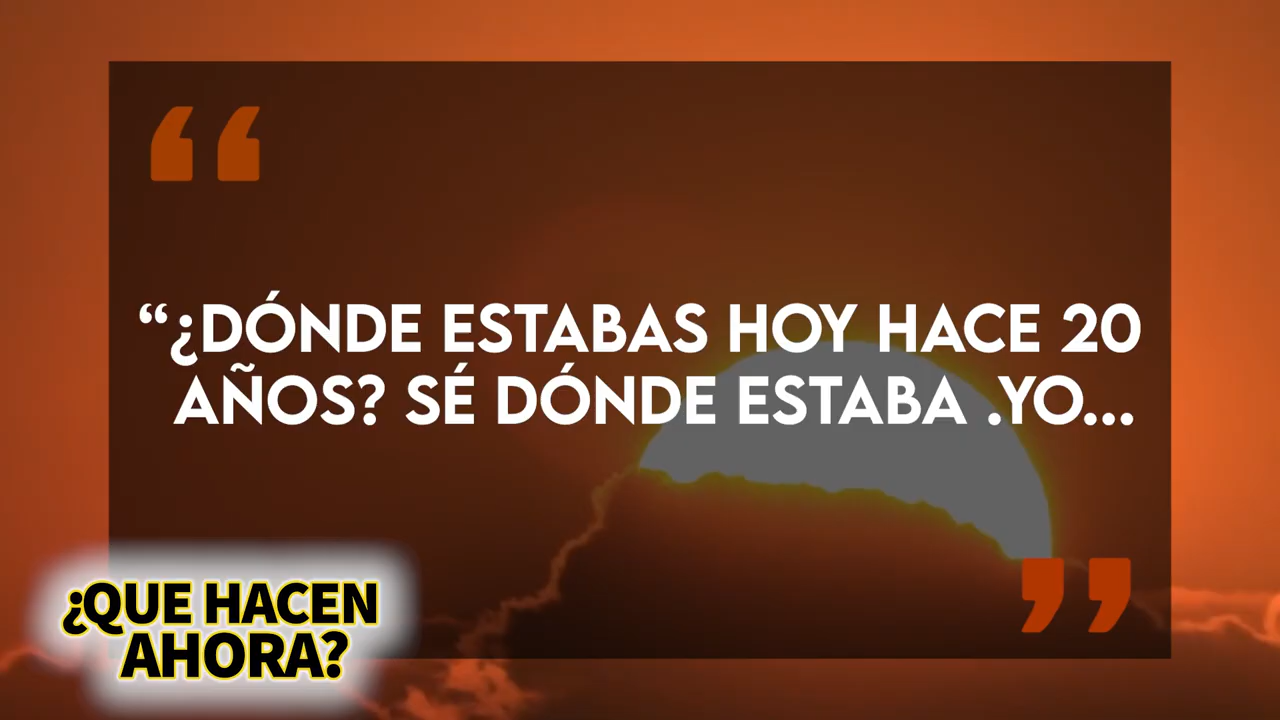 “¿DÓNDE ESTABAS HOY HACE 20
AÑOS? SÉ DÓNDE ESTABA .YO...
¿QUE HACEN
AHORA?